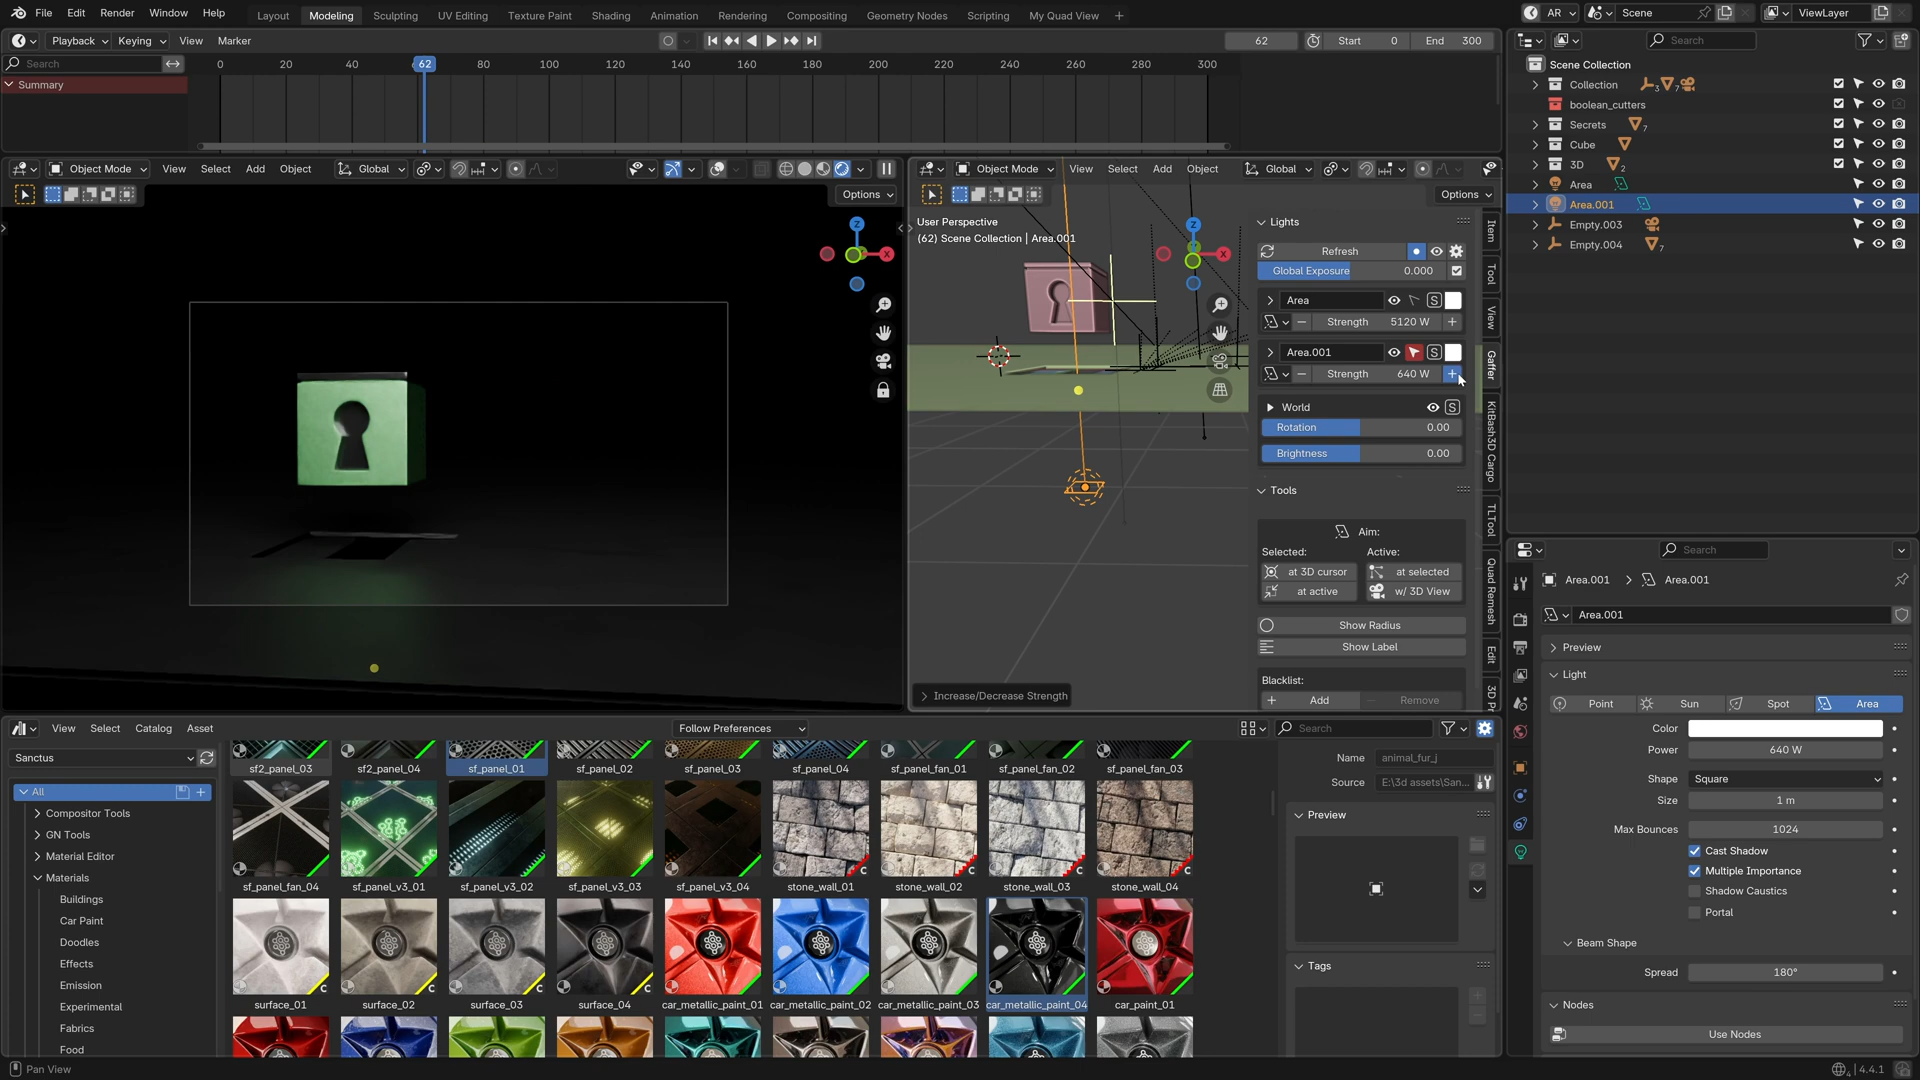 File Edit Render Window Help
Layout Modeling Sculpting UV Editing Texture Paint Shading Animation Rendering Compositing Geometry Nodes Scripting My Quad View +
AR Scene ViewLayer
Playback Keying View Marker
62 Start 0 End 300
Search
Search
0 20 40 62 80 100 120 140 160 180 200 220 240 260 280 300
Summary
Scene Collection
Collection 3 7
boolean_cutters
Secrets 7
Cube
3D 2
Area
Area.001
Empty.003
Empty.004 7
Object Mode View Select Add Object Global
Options
Z
X
Object Mode View Select Add Object Global
Options
User Perspective
(62) Scene Collection | Area.001
Z
X
Increase/Decrease Strength
Lights
Refresh
Global Exposure 0.000
Area S
Strength 5120 W
Area.001 S
Strength 640 W
World S
Rotation 0.00
Brightness 0.00
Tools
Aim:
Selected: Active:
at 3D cursor at selected
at active w/ 3D View
Show Radius
Show Label
Blacklist:
Add Remove
Item
Tool
View
Gaffer
KitBash3D Cargo
TLTool
Quad Remesh
Edit
3D P
Search
Area.001 Area.001
Area.001
Preview
Light
Point Sun Spot Area
Color
Power 640 W
Shape Square
Size 1 m
Max Bounces 1024
Cast Shadow
Multiple Importance
Shadow Caustics
Portal
Beam Shape
Spread 180°
Nodes
Use Nodes
View Select Catalog Asset Follow Preferences Search
Sanctus
All
Compositor Tools
GN Tools
Material Editor
Materials
Buildings
Car Paint
Doodles
Effects
Emission
Experimental
Fabrics
Food
sf2_panel_03 sf2_panel_04 sf_panel_01 sf_panel_02 sf_panel_03 sf_panel_04 sf_panel_fan_01 sf_panel_fan_02 sf_panel_fan_03
sf_panel_fan_04 sf_panel_v3_01 sf_panel_v3_02 sf_panel_v3_03 sf_panel_v3_04 stone_wall_01 stone_wall_02 stone_wall_03 stone_wall_04
surface_01 surface_02 surface_03 surface_04 car_metallic_paint_01 car_metallic_paint_02 car_metallic_paint_03 car_metallic_paint_04 car_paint_01
Name animal_fur_j
Source E:\3d assets\San...
Preview
Tags
Pan View
4.4.1